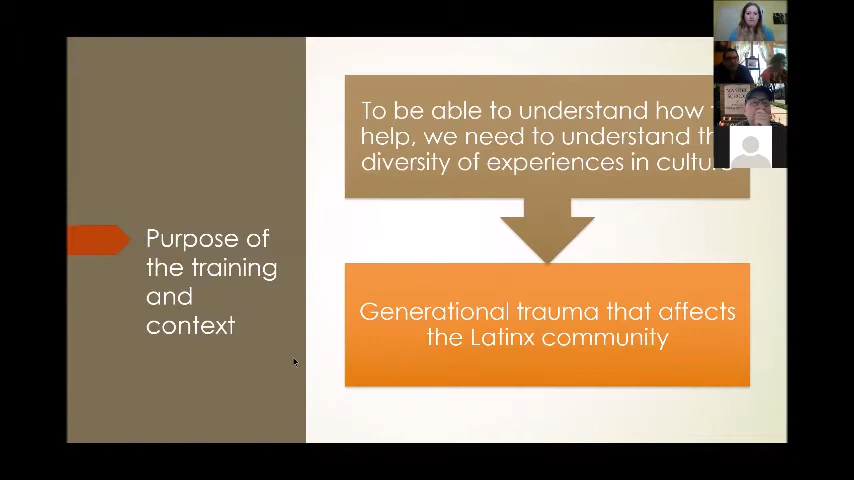 Purpose of
the training
and
context
To be able to understand how
help, we need to understand
diversity of experiences in culture
Generational trauma that affects
the Latinx community